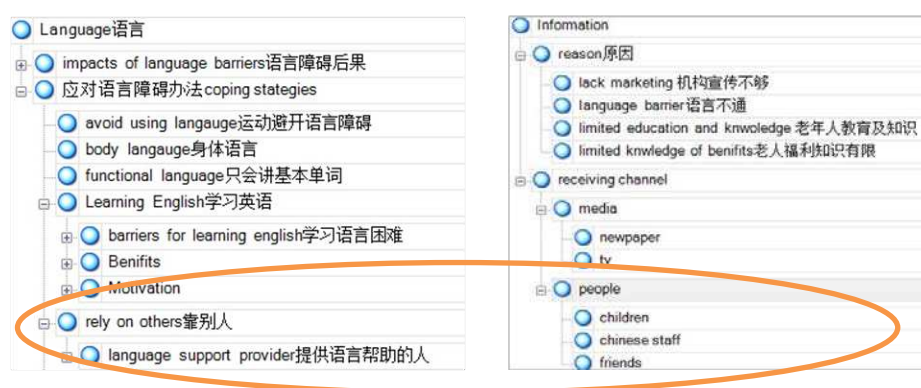 Language语言
impacts of language barriers语言障碍后果
应对语言障碍办法coping stategies
avoid using langauge运动避开语言障碍
body langauge身体语言
functional language只会讲基本单词
Learning English学习英语
barriers for learning english学习语言困难
Benifits
Motivation
rely on others靠别人
language support provider提供语言帮助的人
Information
reason原因
lack marketing 机构宣传不够
language barrier语言不通
limited education and knwoledge 老年人教育及知识
limited knwledge of benifits老人福利知识有限
receiving channel
media
newpaper
tv
people
children
chinese staff
friends